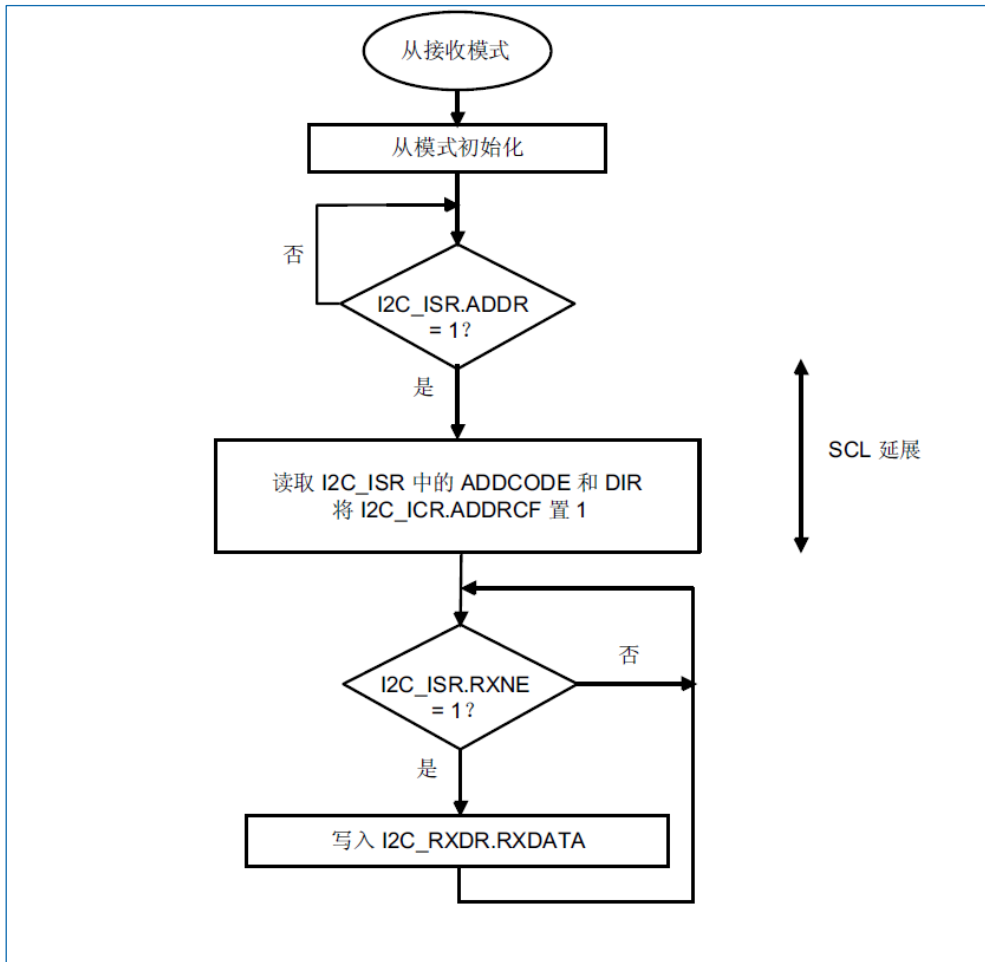 从接收模式
从模式初始化
否
I2C_ISR.ADDR
= 1?
是
SCL 延展
读取 I2C_ISR 中的 ADDCODE 和 DIR
将 I2C_ICR.ADDRCF 置 1
否
I2C_ISR.RXNE
= 1?
是
写入 I2C_RXDR.RXDATA